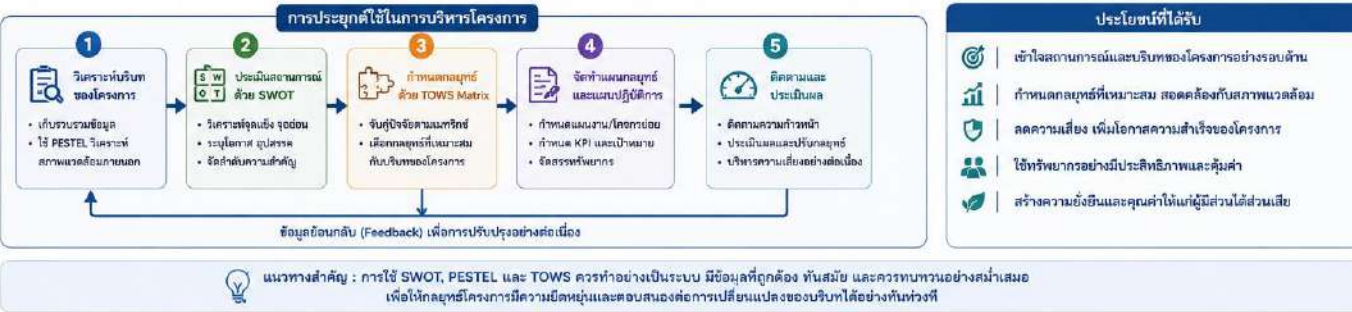 การประยุกต์ใช้ในการบริหารโครงการ
1
วิเคราะห์บริบท
ของโครงการ
• เก็บรวบรวมข้อมูล
• ใช้ PESTEL วิเคราะห์
สภาพแวดล้อมภายนอก
2
S W
O T
ประเมินสถานการณ์
ด้วย SWOT
• วิเคราะห์จุดแข็ง จุดอ่อน
• ระบุโอกาส อุปสรรค
• จัดลำดับความสำคัญ
3
กำหนดกลยุทธ์
ด้วย TOWS Matrix
• จับคู่ปัจจัยตามเมทริกซ์
• เลือกกลยุทธ์ที่เหมาะสม
กับบริบทของโครงการ
4
จัดทำแผนกลยุทธ์
และแผนปฏิบัติการ
• กำหนดแผนงาน/โครงการย่อย
• กำหนด KPI และเป้าหมาย
• จัดสรรทรัพยากร
5
ติดตามและ
ประเมินผล
• ติดตามความก้าวหน้า
• ประเมินผลและปรับกลยุทธ์
• บริหารความเสี่ยงอย่างต่อเนื่อง
ข้อมูลย้อนกลับ (Feedback) เพื่อการปรับปรุงอย่างต่อเนื่อง
ประโยชน์ที่ได้รับ
เข้าใจสถานการณ์และบริบทของโครงการอย่างรอบด้าน
กำหนดกลยุทธ์ที่เหมาะสม สอดคล้องกับสภาพแวดล้อม
ลดความเสี่ยง เพิ่มโอกาสความสำเร็จของโครงการ
ใช้ทรัพยากรอย่างมีประสิทธิภาพและคุ้มค่า
สร้างความยั่งยืนและคุณค่าให้แก่ผู้มีส่วนได้ส่วนเสีย
แนวทางสำคัญ : การใช้ SWOT, PESTEL และ TOWS ควรทำอย่างเป็นระบบ มีข้อมูลที่ถูกต้อง ทันสมัย และควรทบทวนอย่างสม่ำเสมอ
เพื่อให้กลยุทธ์โครงการมีความยืดหยุ่นและตอบสนองต่อการเปลี่ยนแปลงของบริบทได้อย่างทันท่วงที